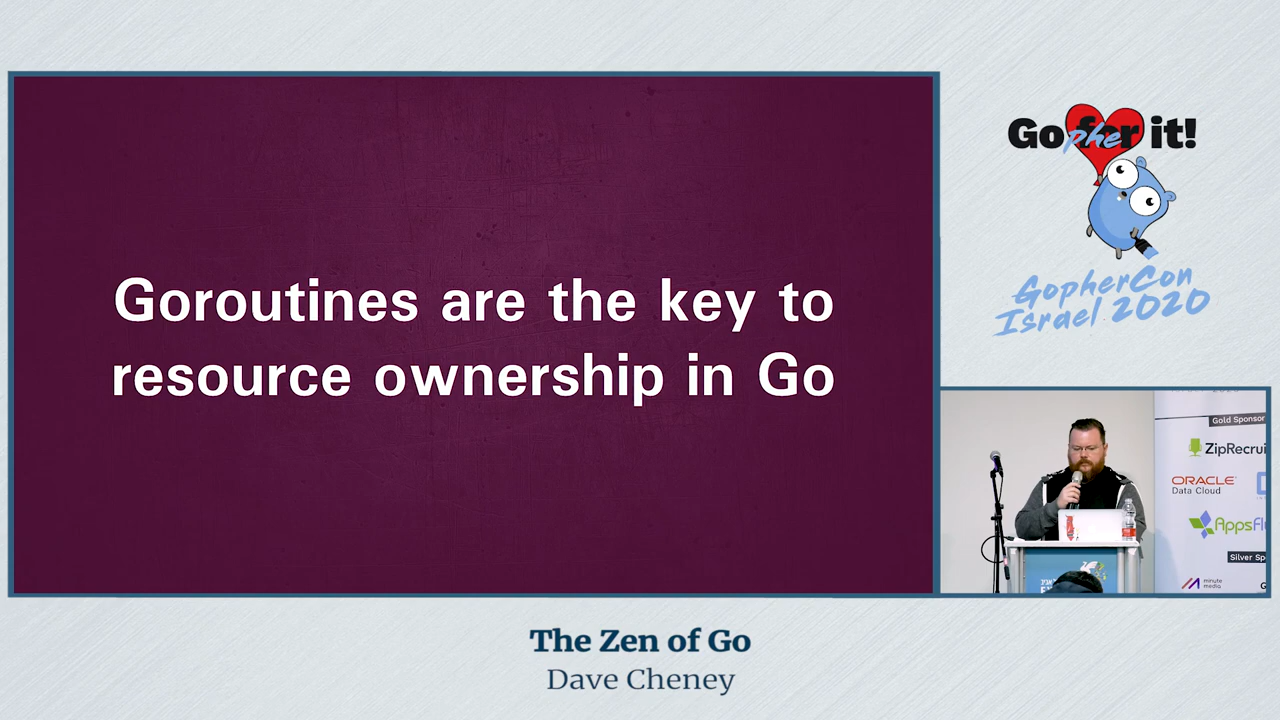 Goroutines are the key to
resource ownership in Go
Gopher for it!
GopherCon
Israel 2020
Gold Sponsor
ZipRecrui
ORACLE
Data Cloud
AppsFl
Silver Sp
minute
media
The Zen of Go
Dave Cheney